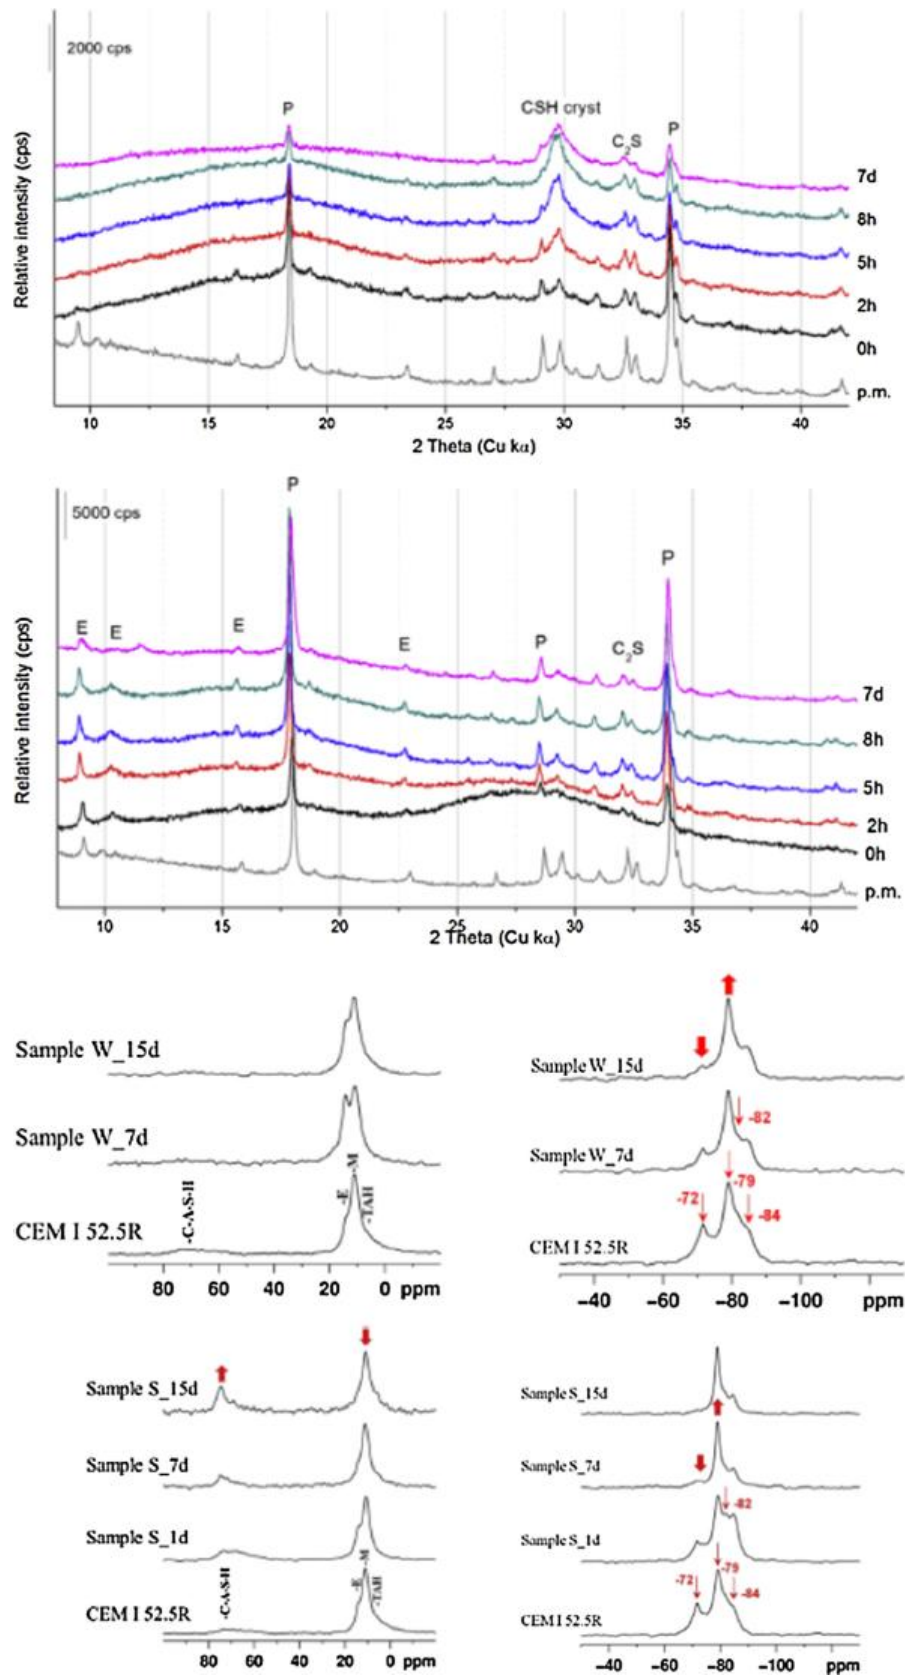 2000 cps
P
CSH cryst
C2S
P
7d
8h
5h
2h
0h
p.m.
Relative intensity (cps)
10 15 20 25 30 35 40
2 Theta (Cu kα)
5000 cps
P
P
E E E E P C2S
7d
8h
5h
2h
0h
p.m.
Relative intensity (cps)
10 15 20 25 30 35 40
2 Theta (Cu kα)
Sample W_15d
Sample W_7d
CEM I 52.5R
-C-A-S-H
-E
-M
-TAH
80 60 40 20 0 ppm
Sample W_15d
Sample W_7d
-82
-79
-72
-84
CEM I 52.5R
-40 -60 -80 -100 ppm
Sample S_15d
Sample S_7d
Sample S_1d
CEM I 52.5R
-C-A-S-H
-E
-M
-TAH
80 60 40 20 0 ppm
Sample S_15d
Sample S_7d
-82
Sample S_1d
-79
-72
-84
CEM I 52.5R
-40 -60 -80 -100 ppm